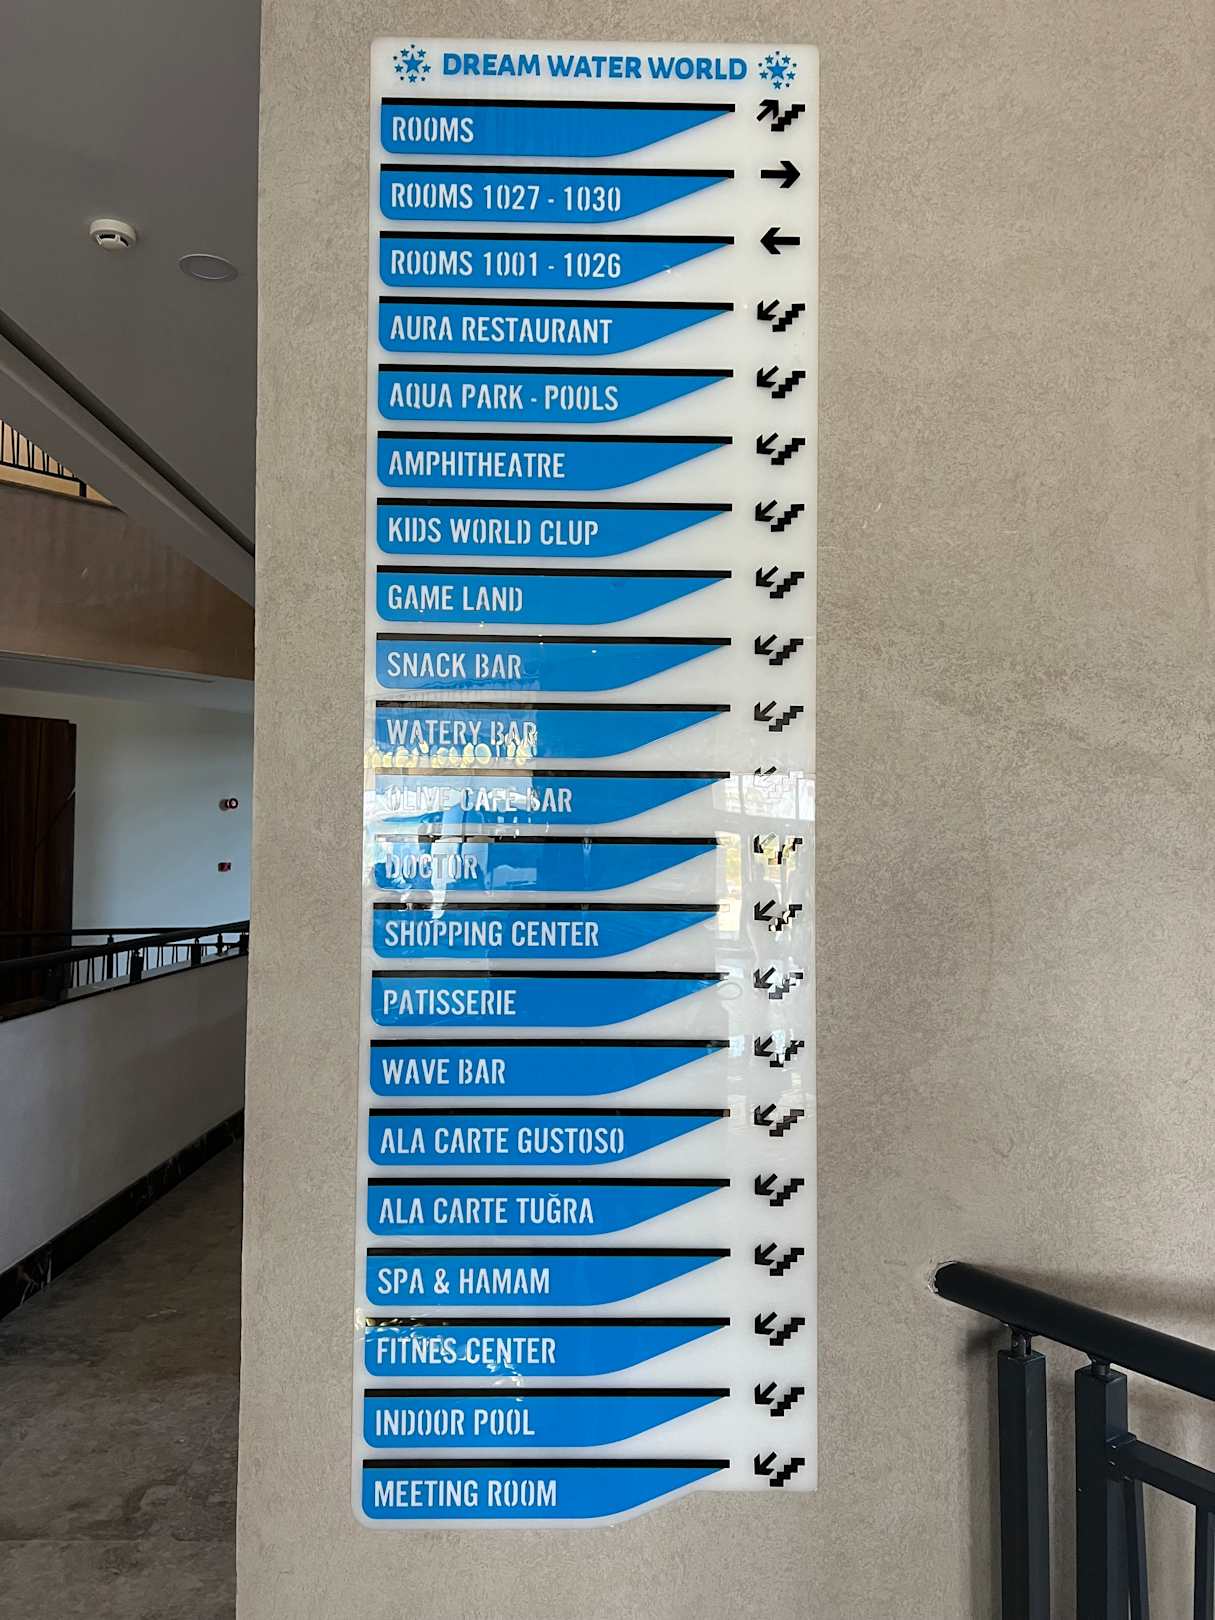 DREAM WATER WORLD
ROOMS
ROOMS 1027 - 1030
ROOMS 1001 - 1026
AURA RESTAURANT
AQUA PARK - POOLS
AMPHITHEATRE
KIDS WORLD CLUP
GAME LAND
SNACK BAR
WATERY BAR
OLIVE CAFE BAR
DOCTOR
SHOPPING CENTER
PATISSERIE
WAVE BAR
ALA CARTE GUSTOSO
ALA CARTE TUĞRA
SPA & HAMAM
FITNES CENTER
INDOOR POOL
MEETING ROOM